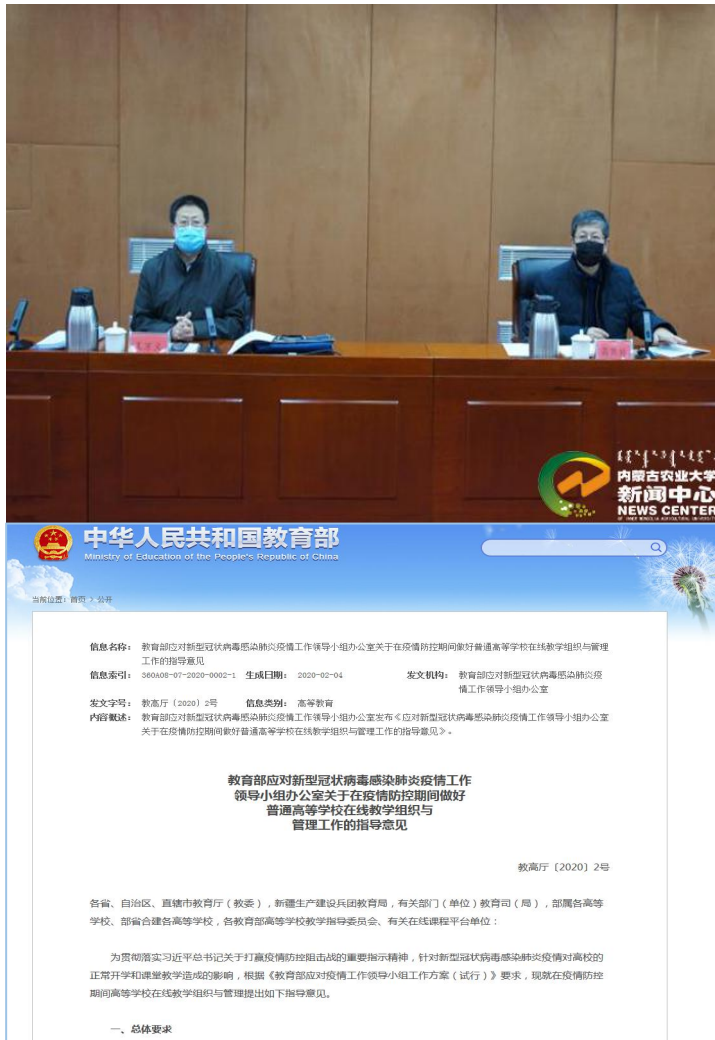 内蒙古农业大学
新闻中心
NEWS CENTER
OF INNER MONGOLIA AGRICULTURAL UNIVERSITY
中华人民共和国教育部
Ministry of Education of the People's Republic of China
当前位置：首页 > 公开
信息名称： 教育部应对新型冠状病毒感染肺炎疫情工作领导小组办公室关于在疫情防控期间做好普通高等学校在线教学组织与管理
工作的指导意见
信息索引： 360A08-07-2020-0002-1 生成日期： 2020-02-04 发文机构： 教育部应对新型冠状病毒感染肺炎疫
情工作领导小组办公室
发文字号： 教高厅〔2020〕2号 信息类别： 高等教育
内容概述： 教育部应对新型冠状病毒感染肺炎疫情工作领导小组办公室发布《应对新型冠状病毒感染肺炎疫情工作领导小组办公室
关于在疫情防控期间做好普通高等学校在线教学组织与管理工作的指导意见》。
教育部应对新型冠状病毒感染肺炎疫情工作
领导小组办公室关于在疫情防控期间做好
普通高等学校在线教学组织与
管理工作的指导意见
教高厅〔2020〕2号
各省、自治区、直辖市教育厅（教委），新疆生产建设兵团教育局，有关部门（单位）教育司（局），部属各高等
学校、部省合建各高等学校，各教育部高等学校教学指导委员会、有关在线课程平台单位：
为贯彻落实习近平总书记关于打赢疫情防控阻击战的重要指示精神，针对新型冠状病毒感染肺炎疫情对高校的
正常开学和课堂教学造成的影响，根据《教育部应对疫情工作领导小组工作方案（试行）》要求，现就在疫情防控
期间高等学校在线教学组织与管理提出如下指导意见。
一、总体要求